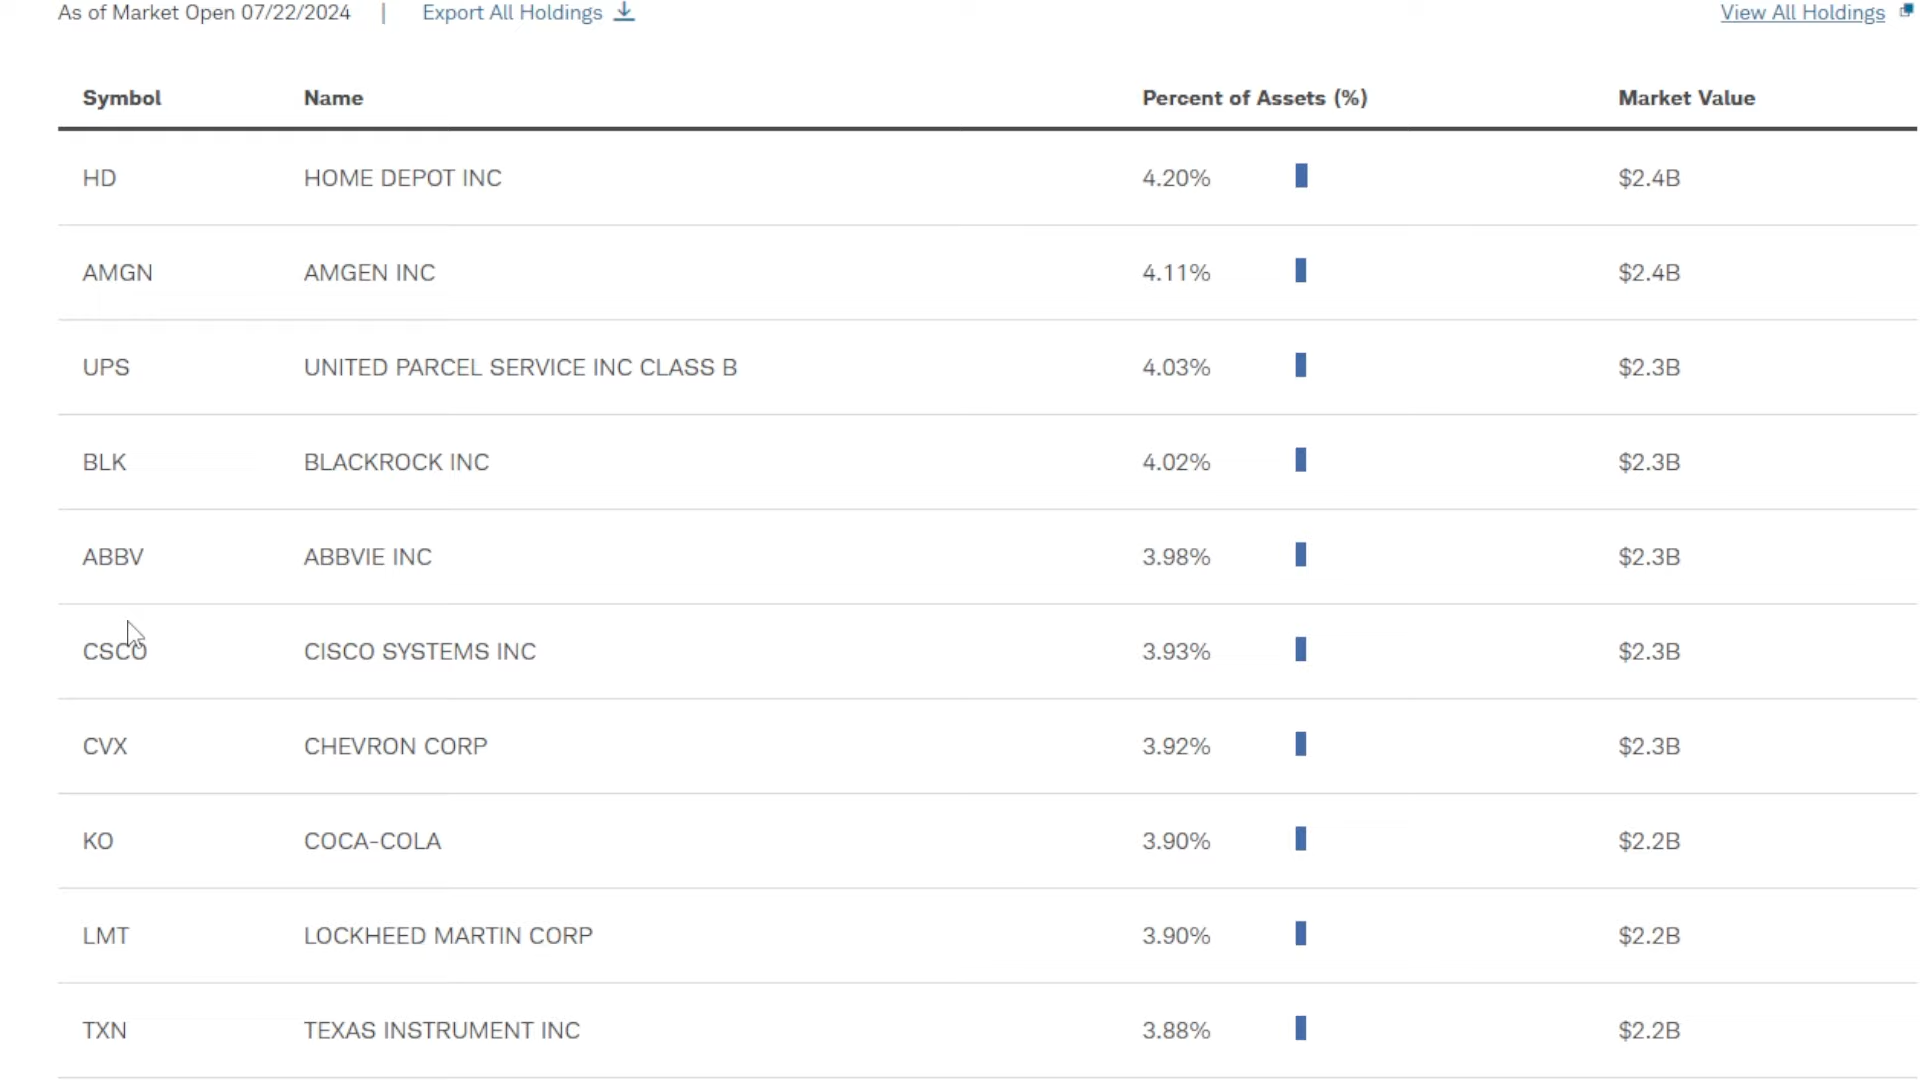 As of Market Open 07/22/2024 | Export All Holdings View All Holdings
Symbol Name Percent of Assets (%) Market Value
HD HOME DEPOT INC 4.20% $2.4B
AMGN AMGEN INC 4.11% $2.4B
UPS UNITED PARCEL SERVICE INC CLASS B 4.03% $2.3B
BLK BLACKROCK INC 4.02% $2.3B
ABBV ABBVIE INC 3.98% $2.3B
CSCO CISCO SYSTEMS INC 3.93% $2.3B
CVX CHEVRON CORP 3.92% $2.3B
KO COCA-COLA 3.90% $2.2B
LMT LOCKHEED MARTIN CORP 3.90% $2.2B
TXN TEXAS INSTRUMENT INC 3.88% $2.2B